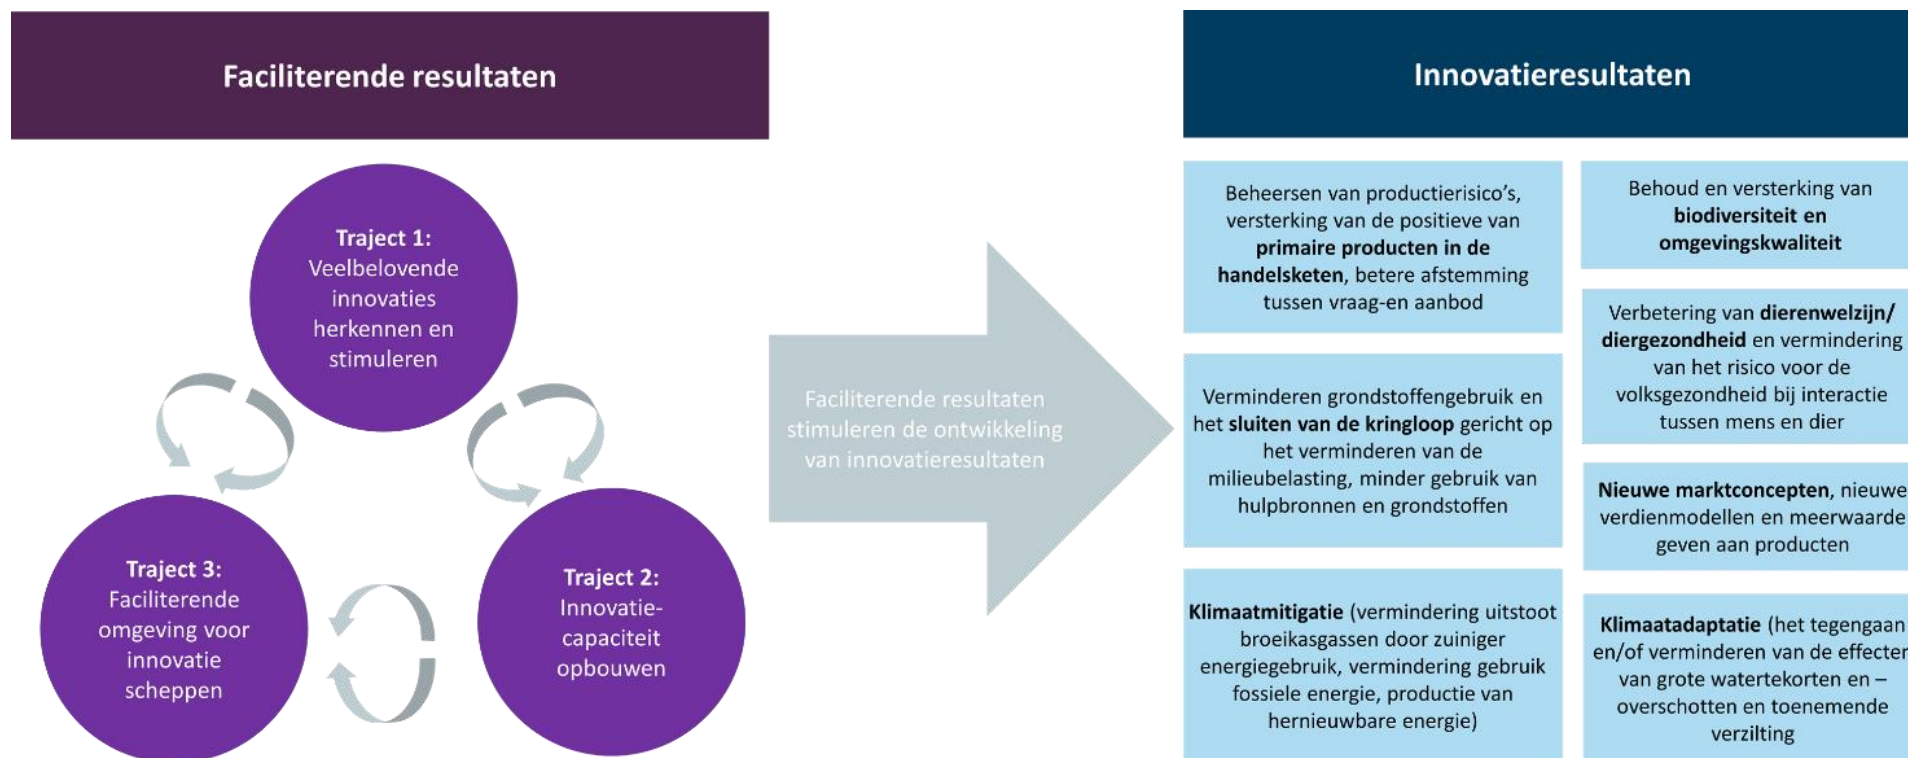 Faciliterende resultaten
Traject 1:
Veelbelovende
innovaties
herkennen en
stimuleren
Traject 3:
Faciliterende
omgeving voor
innovatie
scheppen
Traject 2:
Innovatie-
capaciteit
opbouwen
Faciliterende resultaten
stimuleren de ontwikkeling
van innovatieresultaten
Innovatieresultaten
Beheersen van productierisico's,
versterking van de positieve van
primaire producten in de
handelsketen, betere afstemming
tussen vraag-en aanbod
Verminderen grondstoffengebruik en
het sluiten van de kringloop gericht op
het verminderen van de
milieubelasting, minder gebruik van
hulpbronnen en grondstoffen
Klimaatmitigatie (vermindering uitstoot
broeikasgassen door zuiniger
energiegebruik, vermindering gebruik
fossiele energie, productie van
hernieuwbare energie)
Behoud en versterking van
biodiversiteit en
omgevingskwaliteit
Verbetering van dierenwelzijn/
diergezondheid en vermindering
van het risico voor de
volksgezondheid bij interactie
tussen mens en dier
Nieuwe marktconcepten, nieuwe
verdienmodellen en meerwaarde
geven aan producten
Klimaatadaptatie (het tegengaan
en/of verminderen van de effecten
van grote watertekorten en –
overschotten en toenemende
verzilting